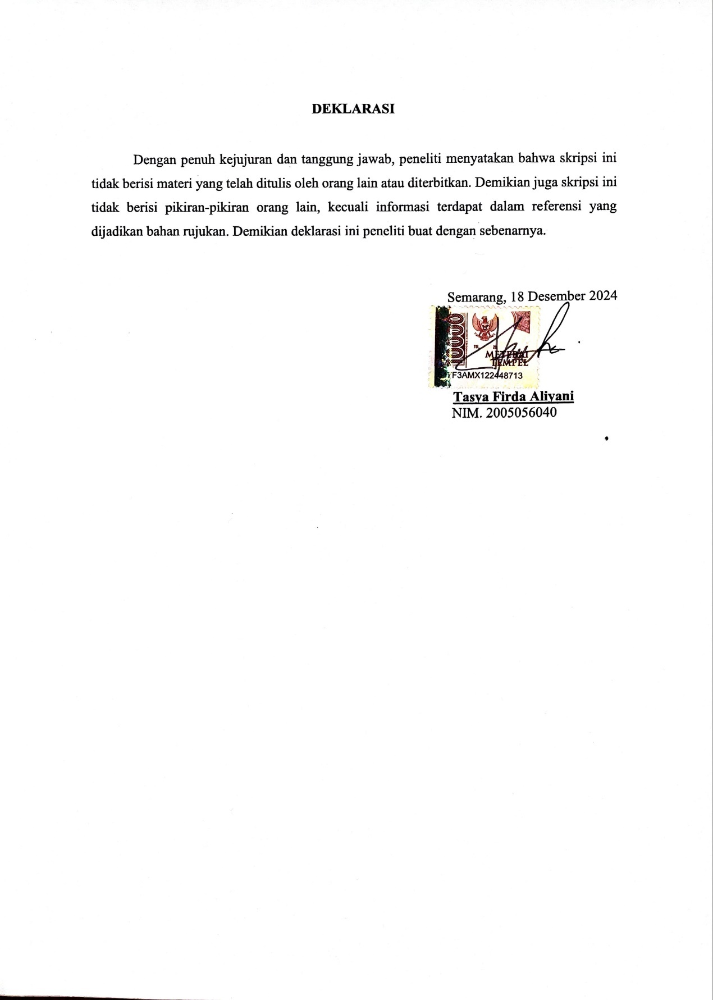 DEKLARASI
Dengan penuh kejujuran dan tanggung jawab, peneliti menyatakan bahwa skripsi ini
tidak berisi materi yang telah ditulis oleh orang lain atau diterbitkan. Demikian juga skripsi ini
tidak berisi pikiran-pikiran orang lain, kecuali informasi terdapat dalam referensi yang
dijadikan bahan rujukan. Demikian deklarasi ini peneliti buat dengan sebenarnya.
Semarang, 18 Desember 2024
TGL. 20
METERAI
TEMPEL
F3AMX122448713
Tasya Firda Aliyani
NIM. 2005056040